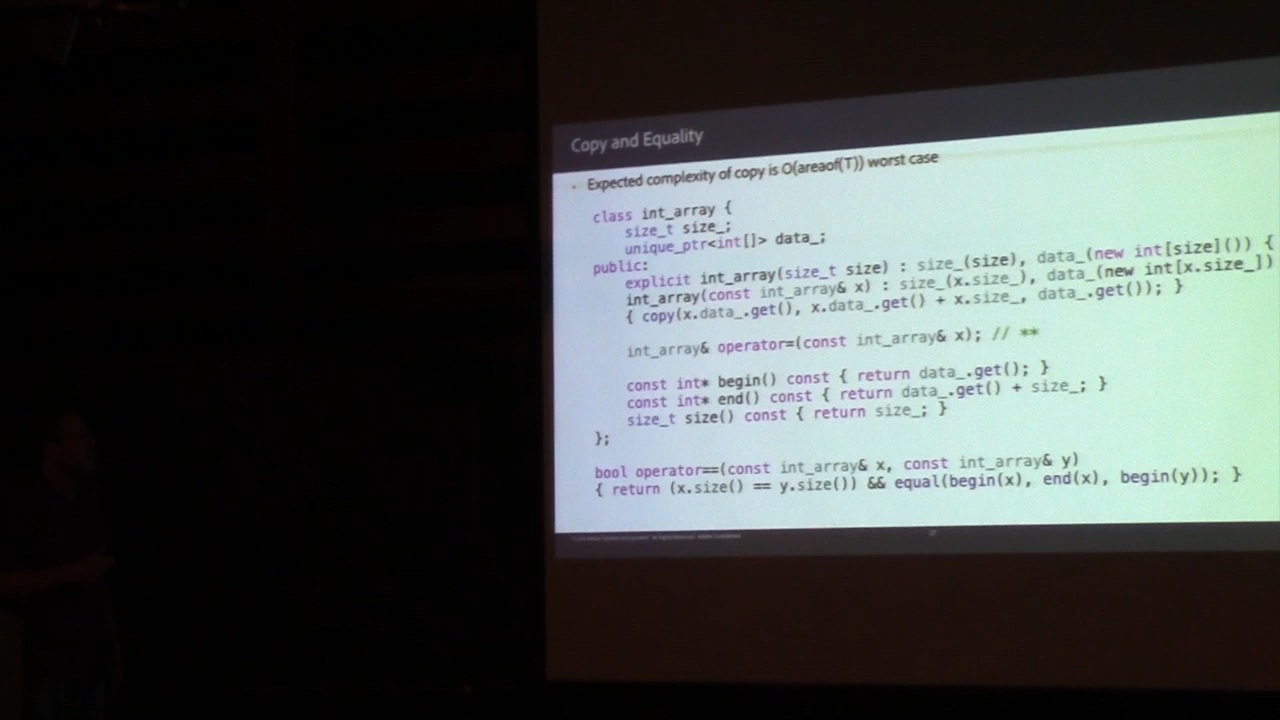 Copy and Equality
• Expected complexity of copy is O(areaof(T)) worst case
class int_array {
size_t size_;
unique_ptr<int[]> data_;
public:
explicit int_array(size_t size) : size_(size), data_(new int[size]()) {
int_array(const int_array& x) : size_(x.size_), data_(new int[x.size_])
{ copy(x.data_.get(), x.data_.get() + x.size_, data_.get()); }
int_array& operator=(const int_array& x); // **
const int* begin() const { return data_.get(); }
const int* end() const { return data_.get() + size_; }
size_t size() const { return size_; }
};
bool operator==(const int_array& x, const int_array& y)
{ return (x.size() == y.size()) && equal(begin(x), end(x), begin(y)); }